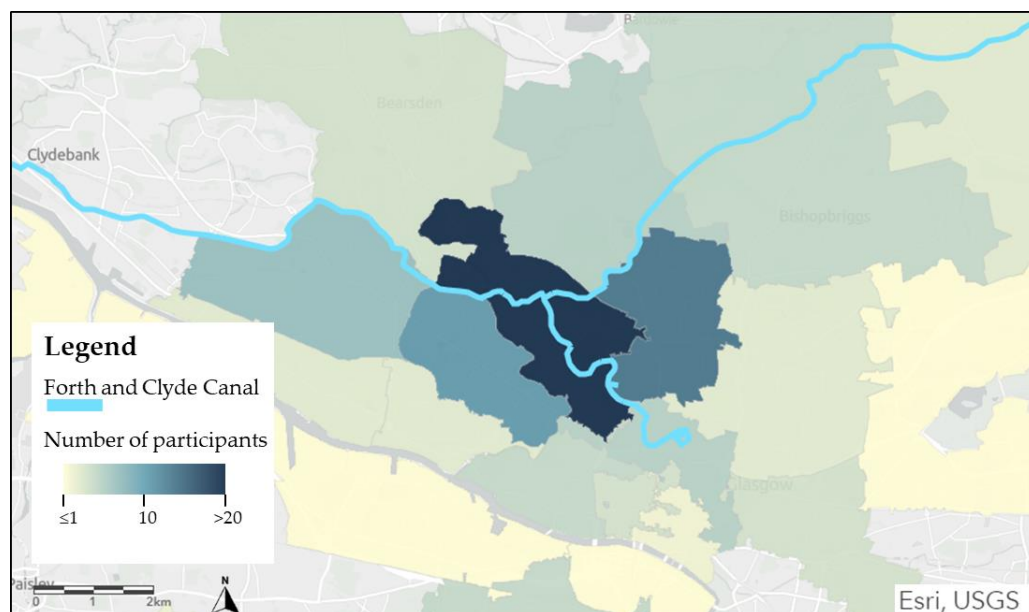 Bearsden
Clydebank
Bishopbriggs
Legend
Forth and Clyde Canal
Number of participants
≤1 10 >20
Glasgow
Paisley
N
0 1 2km
Esri, USGS